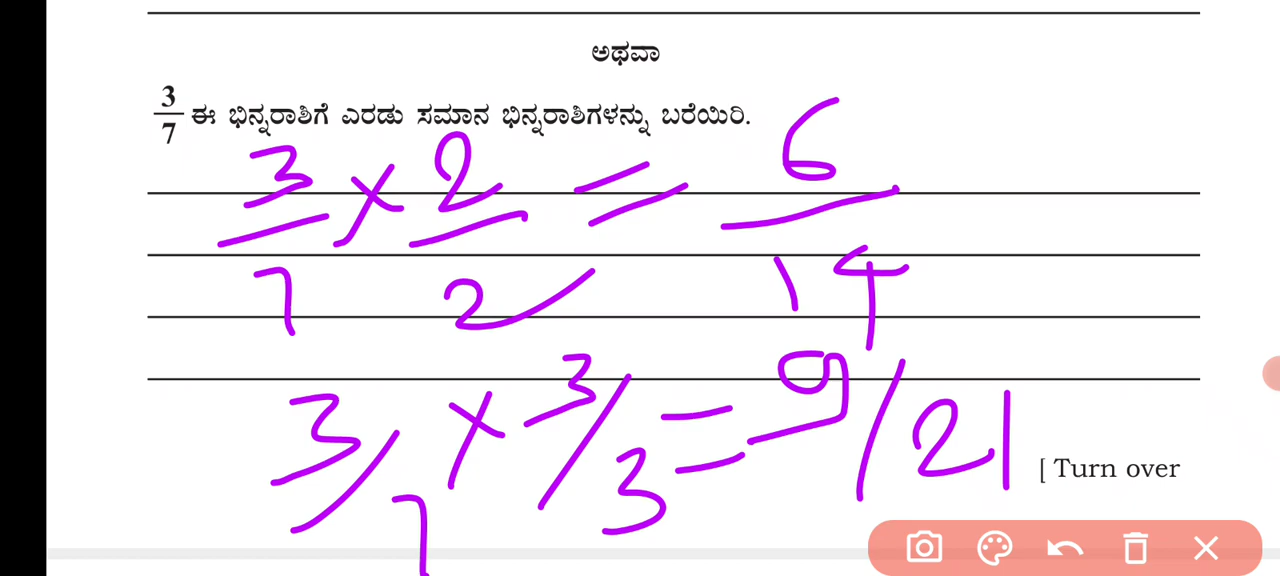 ಅಥವಾ
3/7 ಈ ಭಿನ್ನರಾಶಿಗೆ ಎರಡು ಸಮಾನ ಭಿನ್ನರಾಶಿಗಳನ್ನು ಬರೆಯಿರಿ.
3/7 × 2/2 = 6/14
3/7 × 3/3 = 9/21
[ Turn over